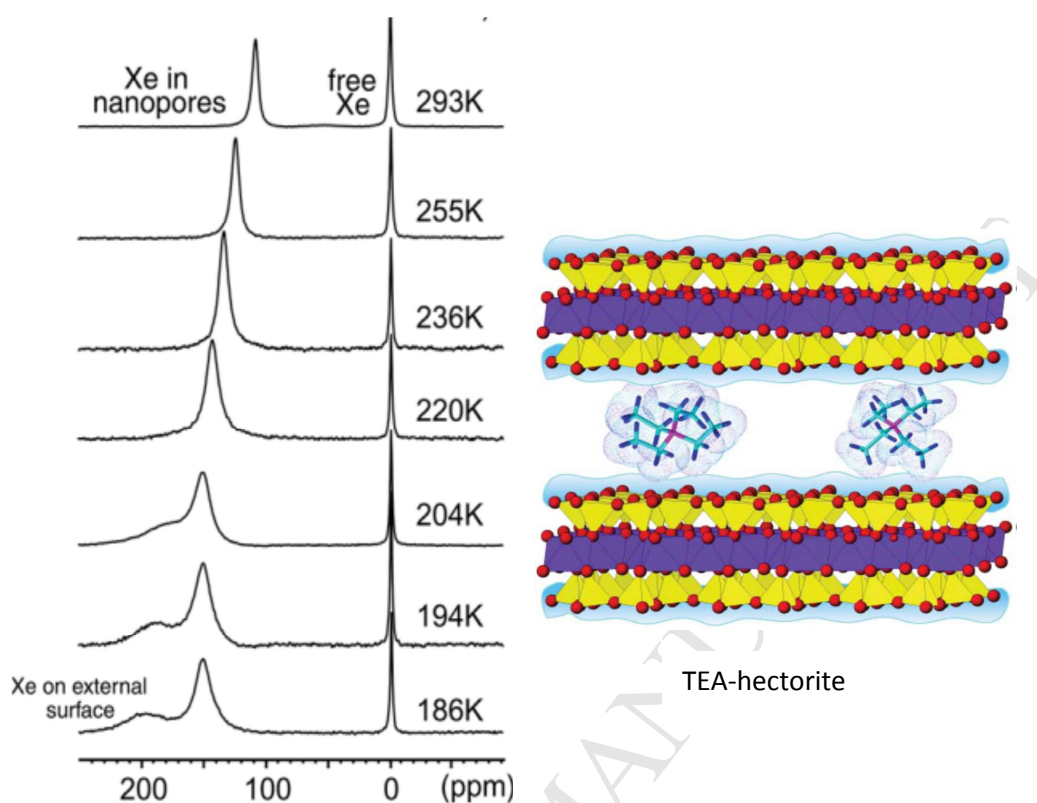 Xe in
nanopores
free
Xe
293K
255K
236K
220K
204K
194K
Xe on external
surface
186K
200
100
0
(ppm)
TEA-hectorite